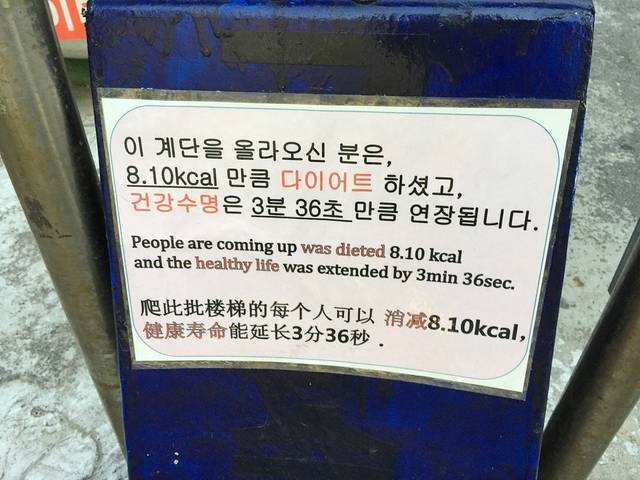 이 계단을 올라오신 분은,
8.10kcal 만큼 다이어트 하셨고,
건강수명은 3분 36초 만큼 연장됩니다.
People are coming up was dieted 8.10 kcal
and the healthy life was extended by 3min 36sec.
爬此批楼梯的每个人可以 消减8.10kcal,
健康寿命能延长3分36秒 .